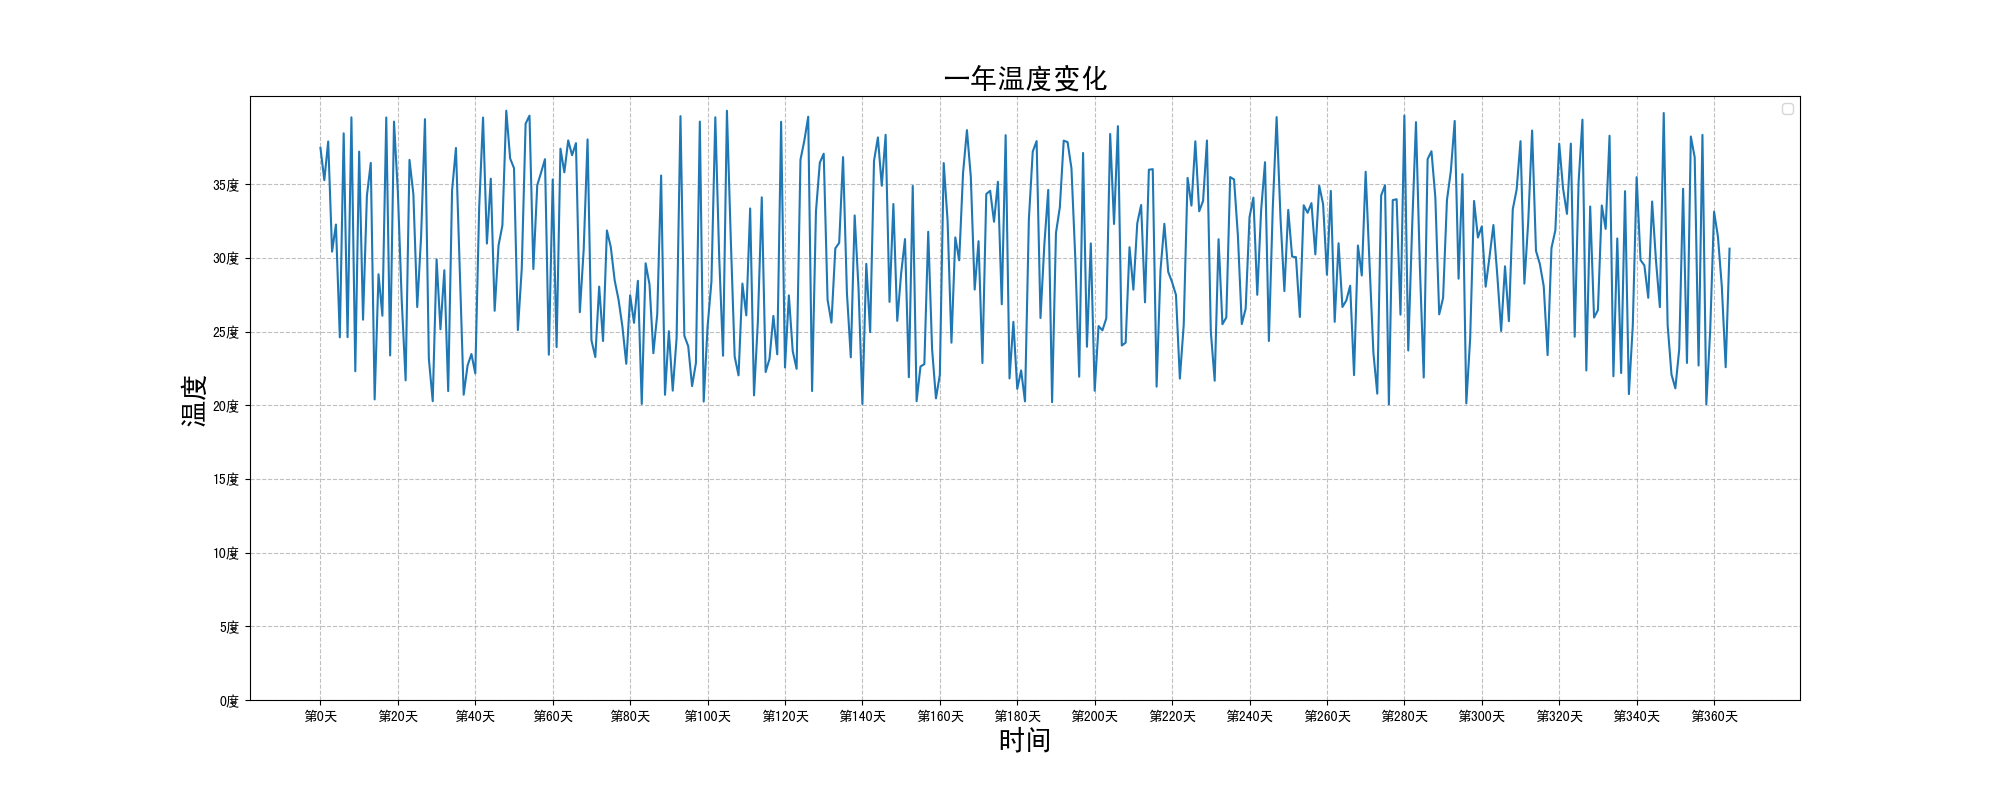 一年温度变化
温度
35度
30度
25度
20度
15度
10度
5度
0度
第0天 第20天 第40天 第60天 第80天 第100天 第120天 第140天 第160天 第180天 第200天 第220天 第240天 第260天 第280天 第300天 第320天 第340天 第360天
时间